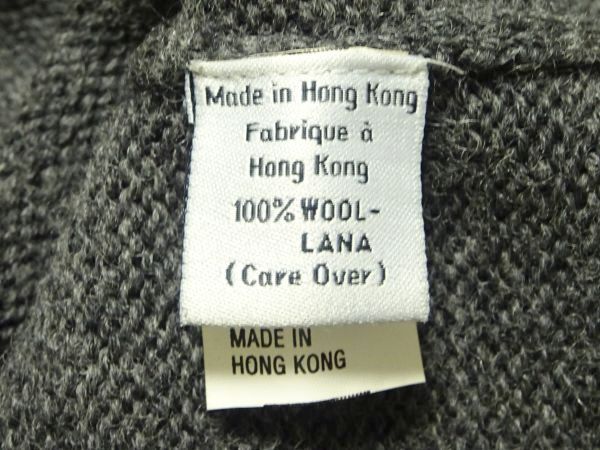 Made in Hong Kong
Fabrique à
Hong Kong
100% WOOL-
LANA
(Care Over)
MADE IN
HONG KONG